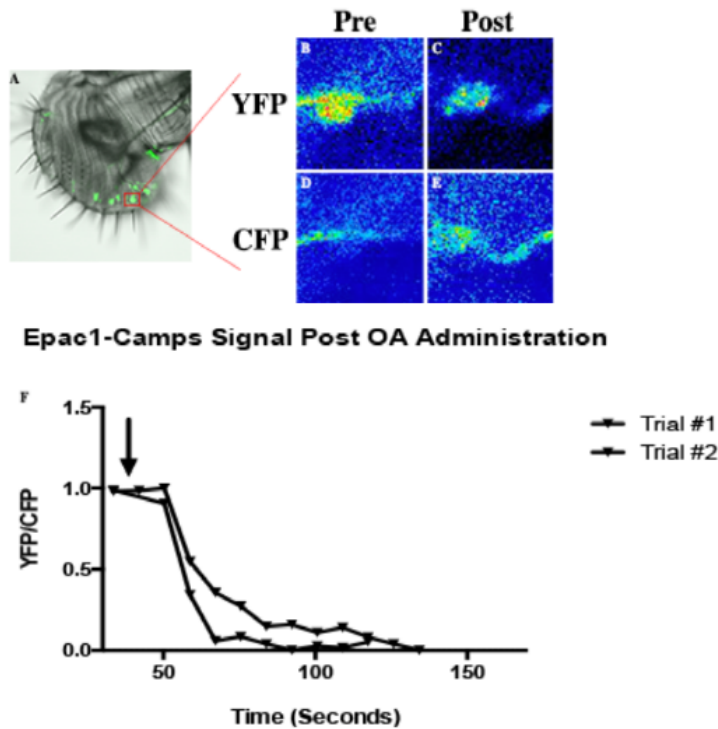 Pre Post
A
B
C
YFP
D
E
CFP
Epac1-Camps Signal Post OA Administration
F
1.5
Trial #1
Trial #2
1.0
YFP/CFP
0.5
0.0
50 100 150
Time (Seconds)